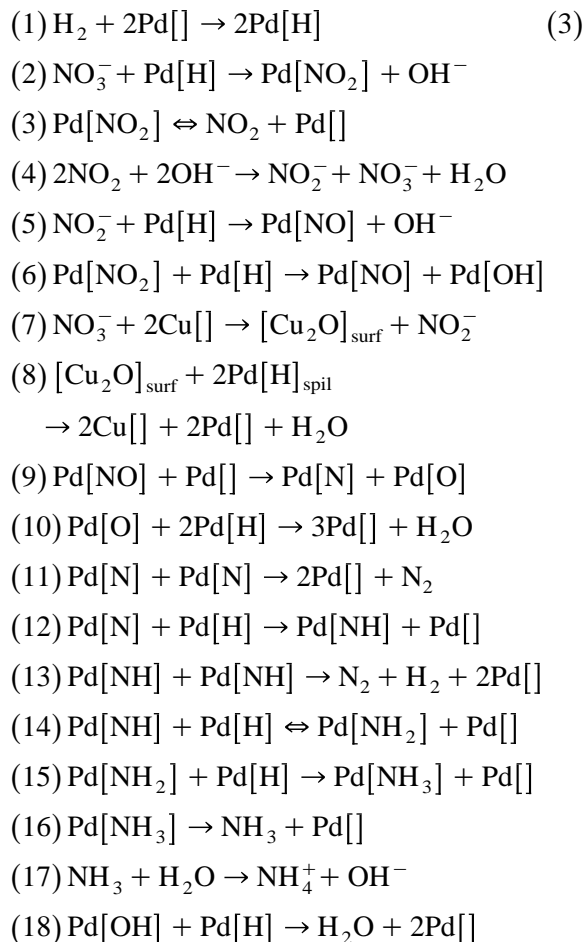 (1) H₂ + 2Pd[] → 2Pd[H] (3)
(2) NO₃⁻ + Pd[H] → Pd[NO₂] + OH⁻
(3) Pd[NO₂] ⇔ NO₂ + Pd[]
(4) 2NO₂ + 2OH⁻ → NO₂⁻ + NO₃⁻ + H₂O
(5) NO₂⁻ + Pd[H] → Pd[NO] + OH⁻
(6) Pd[NO₂] + Pd[H] → Pd[NO] + Pd[OH]
(7) NO₃⁻ + 2Cu[] → [Cu₂O]surf + NO₂⁻
(8) [Cu₂O]surf + 2Pd[H]spil
→ 2Cu[] + 2Pd[] + H₂O
(9) Pd[NO] + Pd[] → Pd[N] + Pd[O]
(10) Pd[O] + 2Pd[H] → 3Pd[] + H₂O
(11) Pd[N] + Pd[N] → 2Pd[] + N₂
(12) Pd[N] + Pd[H] → Pd[NH] + Pd[]
(13) Pd[NH] + Pd[NH] → N₂ + H₂ + 2Pd[]
(14) Pd[NH] + Pd[H] ⇔ Pd[NH₂] + Pd[]
(15) Pd[NH₂] + Pd[H] → Pd[NH₃] + Pd[]
(16) Pd[NH₃] → NH₃ + Pd[]
(17) NH₃ + H₂O → NH₄⁺ + OH⁻
(18) Pd[OH] + Pd[H] → H₂O + 2Pd[]